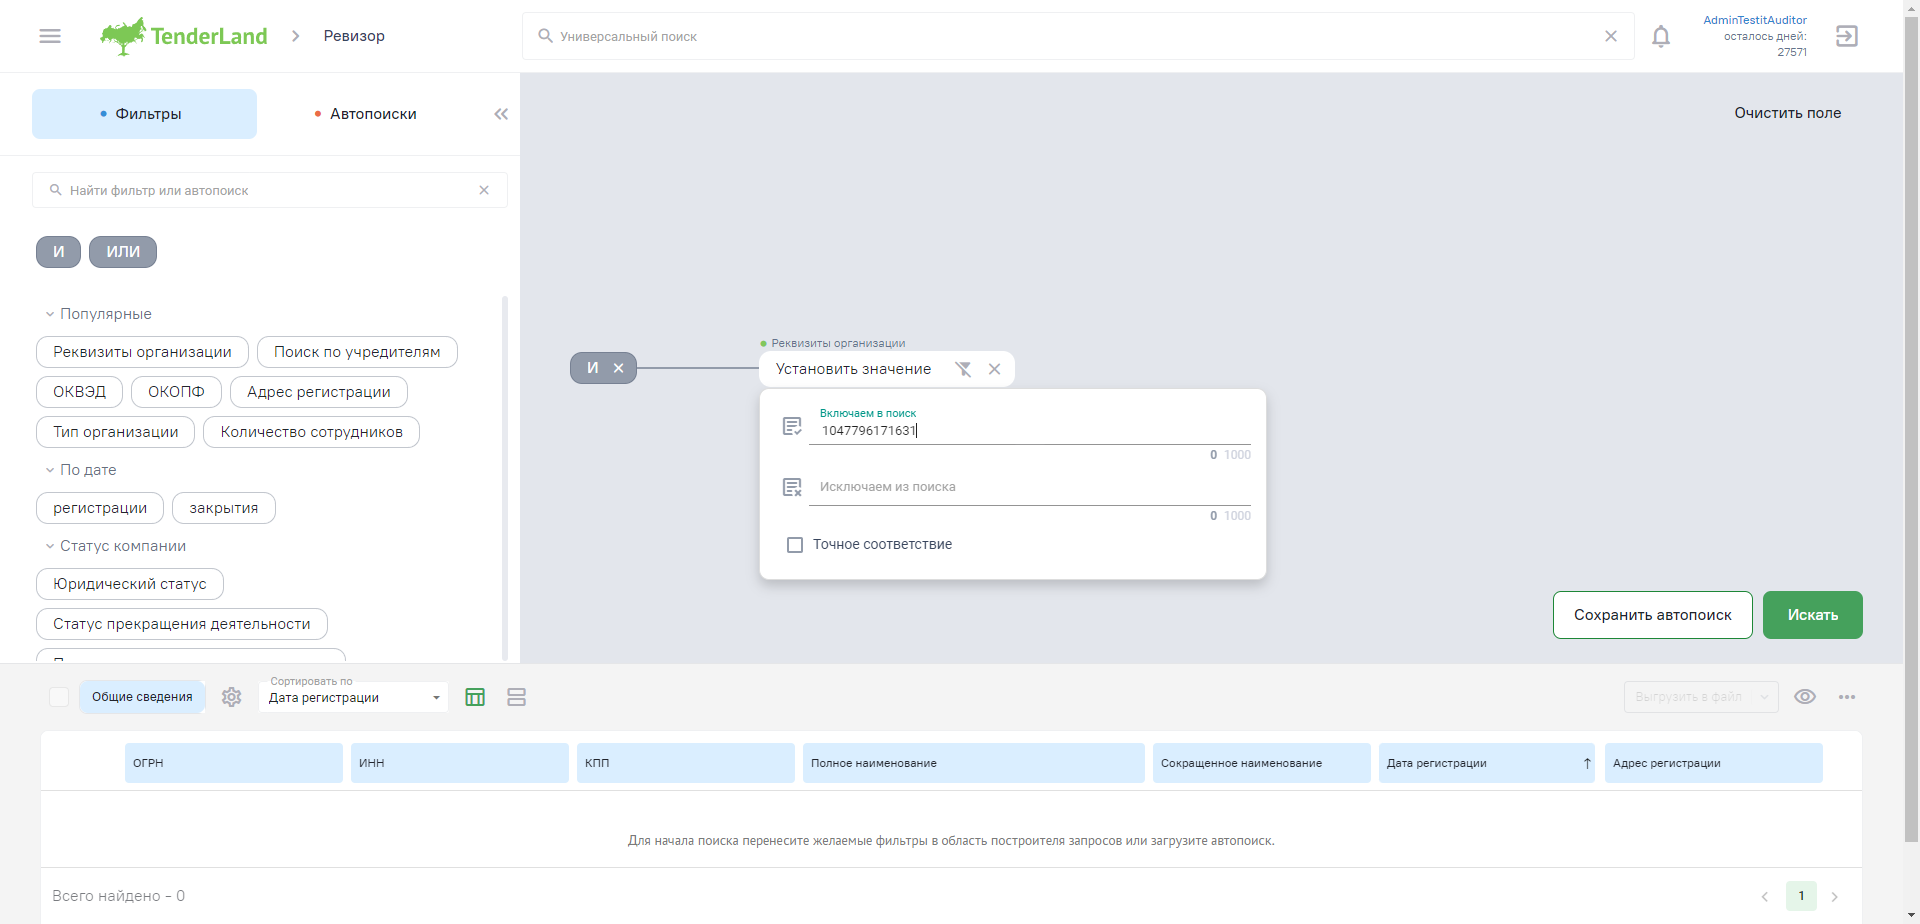 TenderLand
Ревизор
Универсальный поиск
AdminTestitAuditor
осталось дней:
27571
Фильтры
Автопоиски
Очистить поле
Найти фильтр или автопоиск
И
ИЛИ
Популярные
Реквизиты организации
Поиск по учредителям
ОКВЭД
ОКОПФ
Адрес регистрации
Тип организации
Количество сотрудников
По дате
регистрации
закрытия
Статус компании
Юридический статус
Статус прекращения деятельности
И
Реквизиты организации
Установить значение
Включаем в поиск
1047796171631
0 1000
Исключаем из поиска
0 1000
Точное соответствие
Сохранить автопоиск
Искать
Общие сведения
Сортировать по
Дата регистрации
Выгрузить в файл
ОГРН
ИНН
КПП
Полное наименование
Сокращенное наименование
Дата регистрации
Адрес регистрации
Для начала поиска перенесите желаемые фильтры в область построителя запросов или загрузите автопоиск.
Всего найдено - 0
1